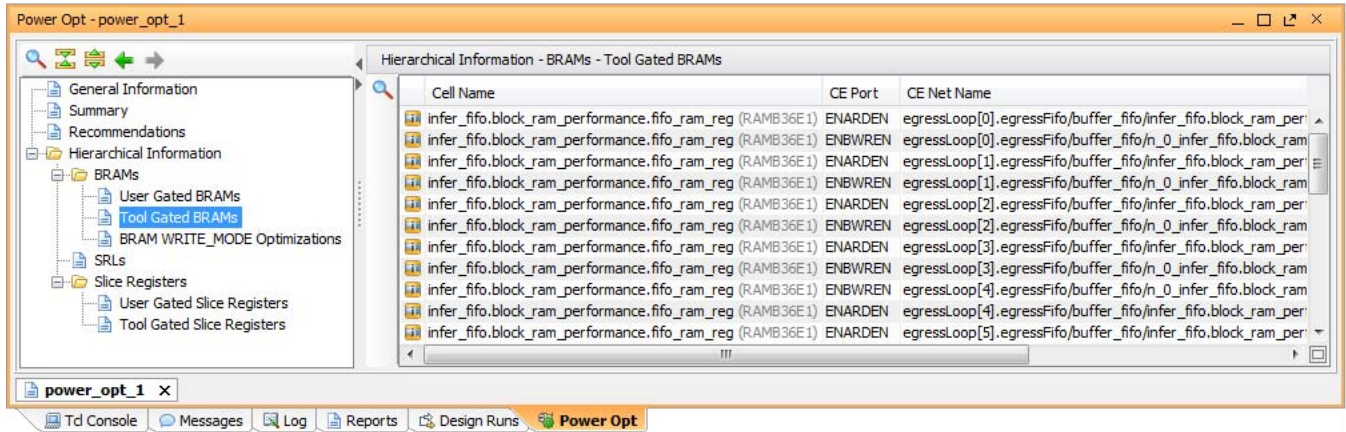 Power Opt - power_opt_1
Hierarchical Information - BRAMs - Tool Gated BRAMs
General Information
Summary
Recommendations
Hierarchical Information
BRAMs
User Gated BRAMs
Tool Gated BRAMs
BRAM WRITE_MODE Optimizations
SRLs
Slice Registers
User Gated Slice Registers
Tool Gated Slice Registers
Cell Name CE Port CE Net Name
infer_fifo.block_ram_performance.fifo_ram_reg (RAMB36E1) ENARDEN egressLoop[0].egressFifo/buffer_fifo/infer_fifo.block_ram_per
infer_fifo.block_ram_performance.fifo_ram_reg (RAMB36E1) ENBWREN egressLoop[0].egressFifo/buffer_fifo/n_0_infer_fifo.block_ram
infer_fifo.block_ram_performance.fifo_ram_reg (RAMB36E1) ENARDEN egressLoop[1].egressFifo/buffer_fifo/infer_fifo.block_ram_per
infer_fifo.block_ram_performance.fifo_ram_reg (RAMB36E1) ENBWREN egressLoop[1].egressFifo/buffer_fifo/n_0_infer_fifo.block_ram
infer_fifo.block_ram_performance.fifo_ram_reg (RAMB36E1) ENARDEN egressLoop[2].egressFifo/buffer_fifo/infer_fifo.block_ram_per
infer_fifo.block_ram_performance.fifo_ram_reg (RAMB36E1) ENBWREN egressLoop[2].egressFifo/buffer_fifo/n_0_infer_fifo.block_ram
infer_fifo.block_ram_performance.fifo_ram_reg (RAMB36E1) ENARDEN egressLoop[3].egressFifo/buffer_fifo/infer_fifo.block_ram_per
infer_fifo.block_ram_performance.fifo_ram_reg (RAMB36E1) ENBWREN egressLoop[3].egressFifo/buffer_fifo/n_0_infer_fifo.block_ram
infer_fifo.block_ram_performance.fifo_ram_reg (RAMB36E1) ENBWREN egressLoop[4].egressFifo/buffer_fifo/n_0_infer_fifo.block_ram
infer_fifo.block_ram_performance.fifo_ram_reg (RAMB36E1) ENARDEN egressLoop[4].egressFifo/buffer_fifo/infer_fifo.block_ram_per
infer_fifo.block_ram_performance.fifo_ram_reg (RAMB36E1) ENARDEN egressLoop[5].egressFifo/buffer_fifo/infer_fifo.block_ram_per
power_opt_1
Tcl Console Messages Log Reports Design Runs Power Opt